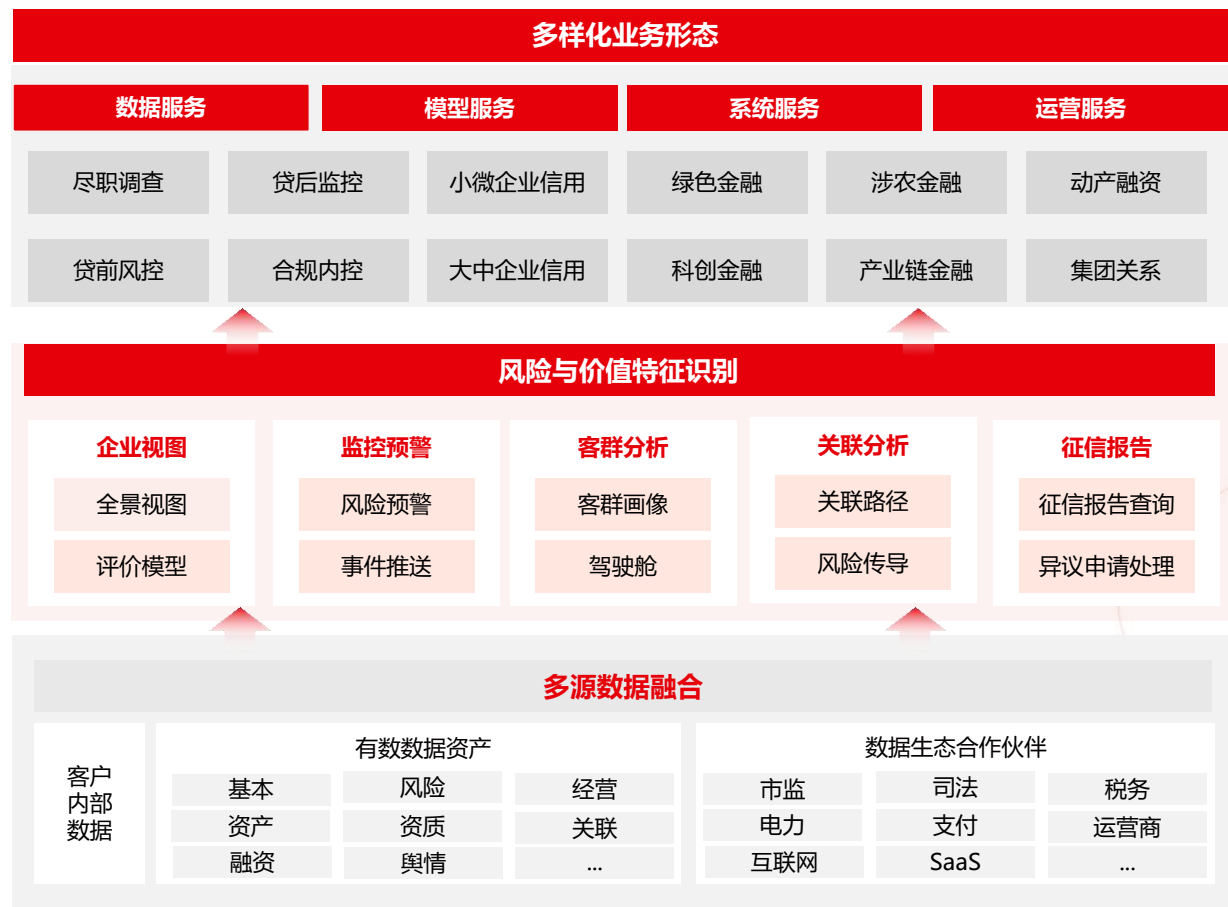 多样化业务形态
数据服务
模型服务
系统服务
运营服务
尽职调查
贷后监控
小微企业信用
绿色金融
涉农金融
动产融资
贷前风控
合规内控
大中企业信用
科创金融
产业链金融
集团关系
风险与价值特征识别
企业视图
监控预警
客群分析
关联分析
征信报告
全景视图
风险预警
客群画像
关联路径
征信报告查询
评价模型
事件推送
驾驶舱
风险传导
异议申请处理
多源数据融合
客户
内部
数据
有数数据资产
基本
风险
经营
资产
资质
关联
融资
舆情
...
数据生态合作伙伴
市监
司法
税务
电力
支付
运营商
互联网
SaaS
...